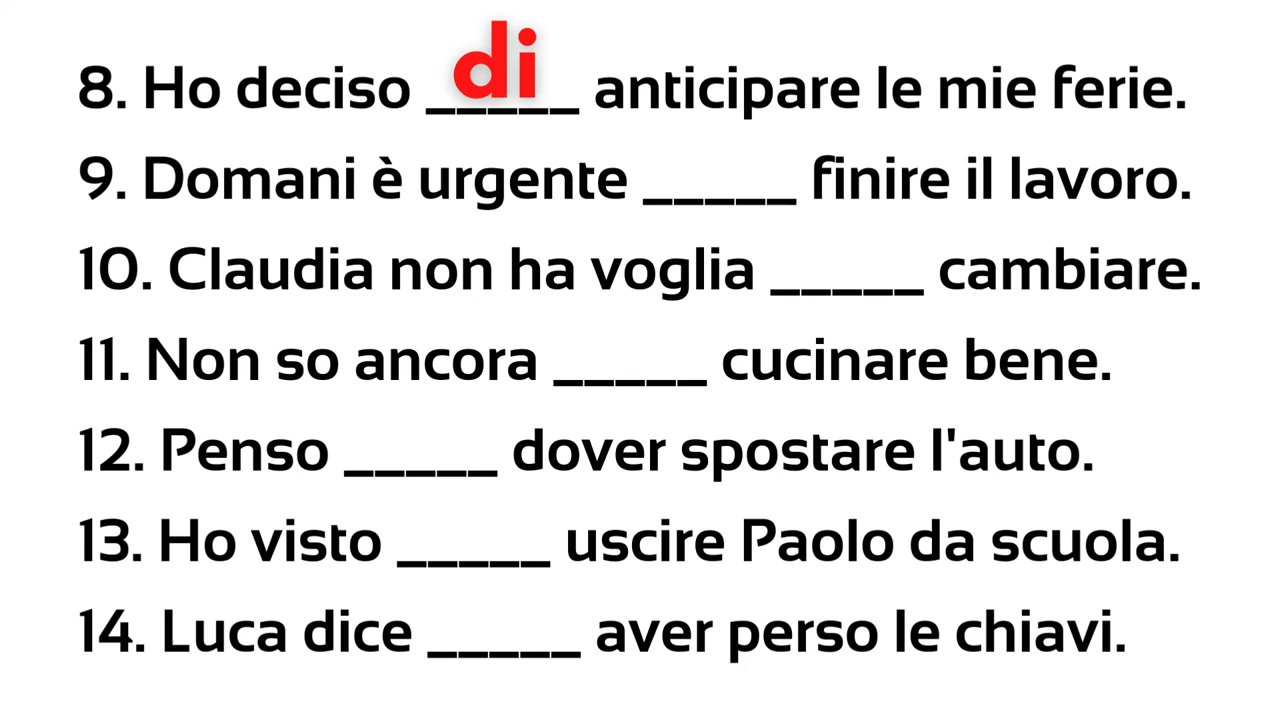 8. Ho deciso di anticipare le mie ferie.
9. Domani è urgente _____ finire il lavoro.
10. Claudia non ha voglia _____ cambiare.
11. Non so ancora _____ cucinare bene.
12. Penso _____ dover spostare l'auto.
13. Ho visto _____ uscire Paolo da scuola.
14. Luca dice _____ aver perso le chiavi.